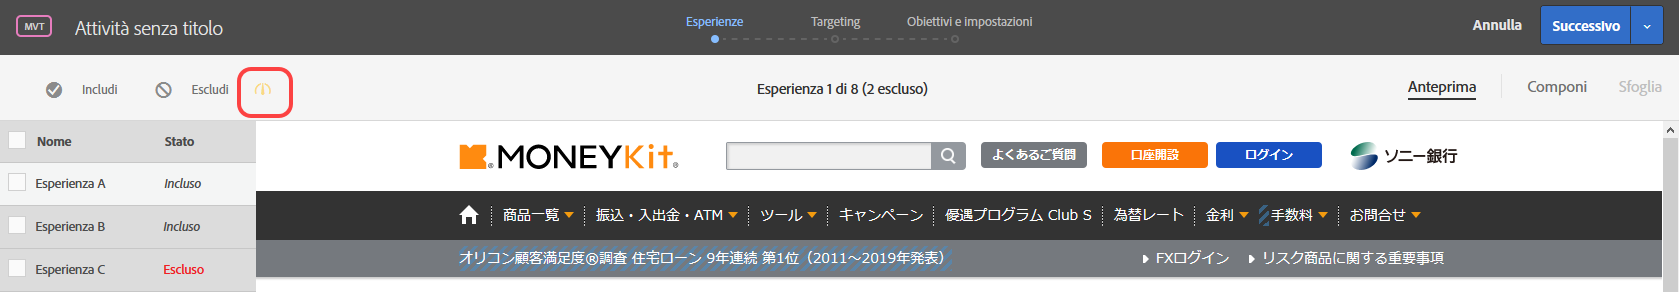 MVT Attività senza titolo Esperienze Targeting Obiettivi e impostazioni Annulla Successivo
Includi Escludi Esperienza 1 di 8 (2 escluso) Anteprima Componi Sfoglia
Nome Stato
MONEYKit® よくあるご質問 口座開設 ログイン ソニー銀行
Esperienza A Incluso
商品一覧 振込・入出金・ATM ツール キャンペーン 優遇プログラム Club S 為替レート 金利 手数料 お問合せ
Esperienza B Incluso
オリコン顧客満足度®調査 住宅ローン 9年連続 第1位（2011～2019年発表） FXログイン リスク商品に関する重要事項
Esperienza C Escluso